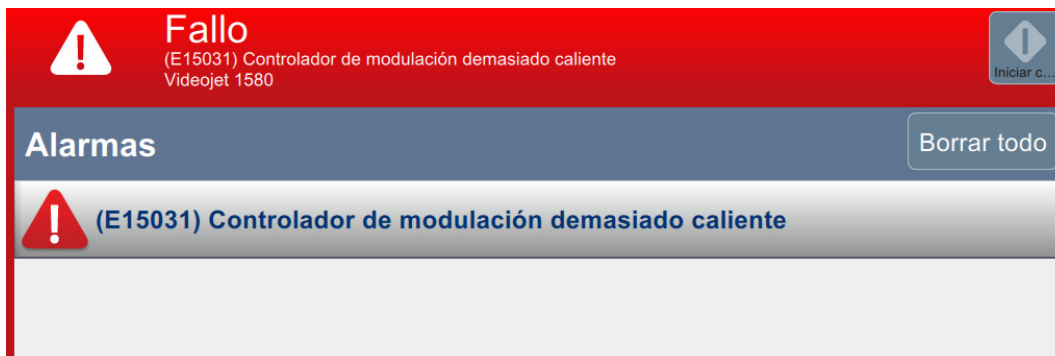 Fallo
(E15031) Controlador de modulación demasiado caliente
Videojet 1580
Iniciar c...
Alarmas
Borrar todo
(E15031) Controlador de modulación demasiado caliente